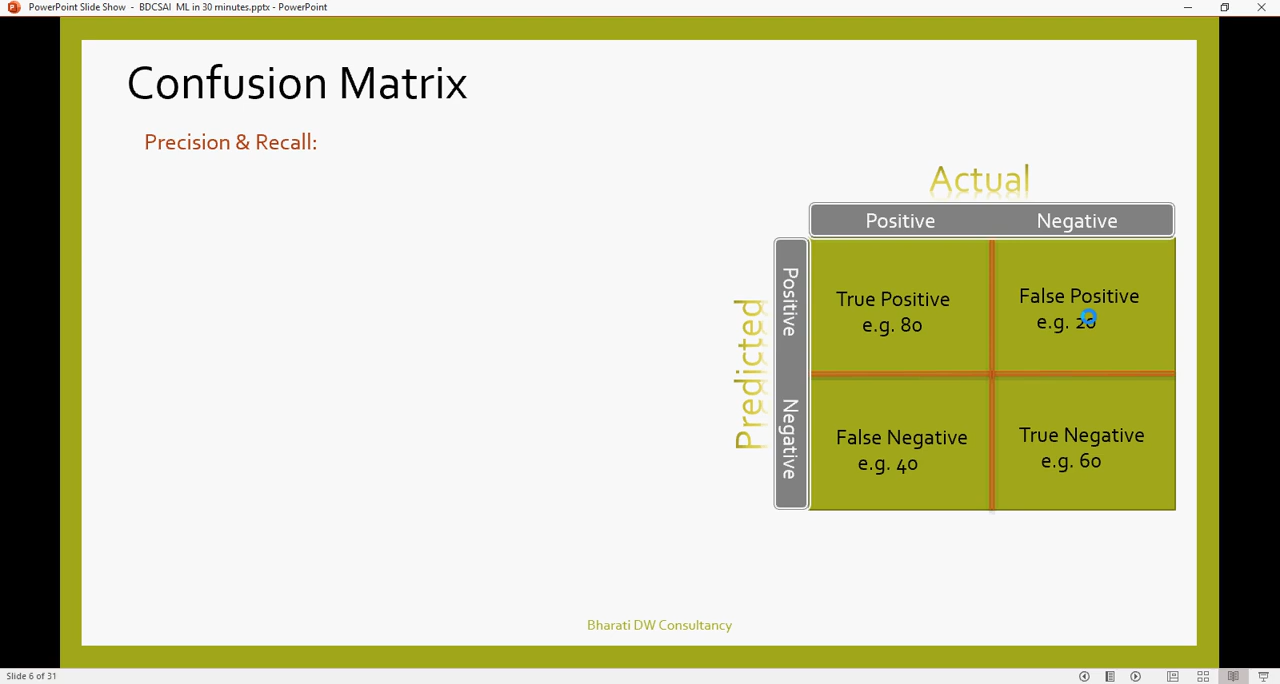 PowerPoint Slide Show - BDCSAI ML in 30 minutes.pptx - PowerPoint
Confusion Matrix
Precision & Recall:
Actual
Positive Negative
Predicted
Positive
Negative
True Positive
e.g. 80
False Positive
e.g. 20
False Negative
e.g. 40
True Negative
e.g. 60
Bharati DW Consultancy
Slide 6 of 31